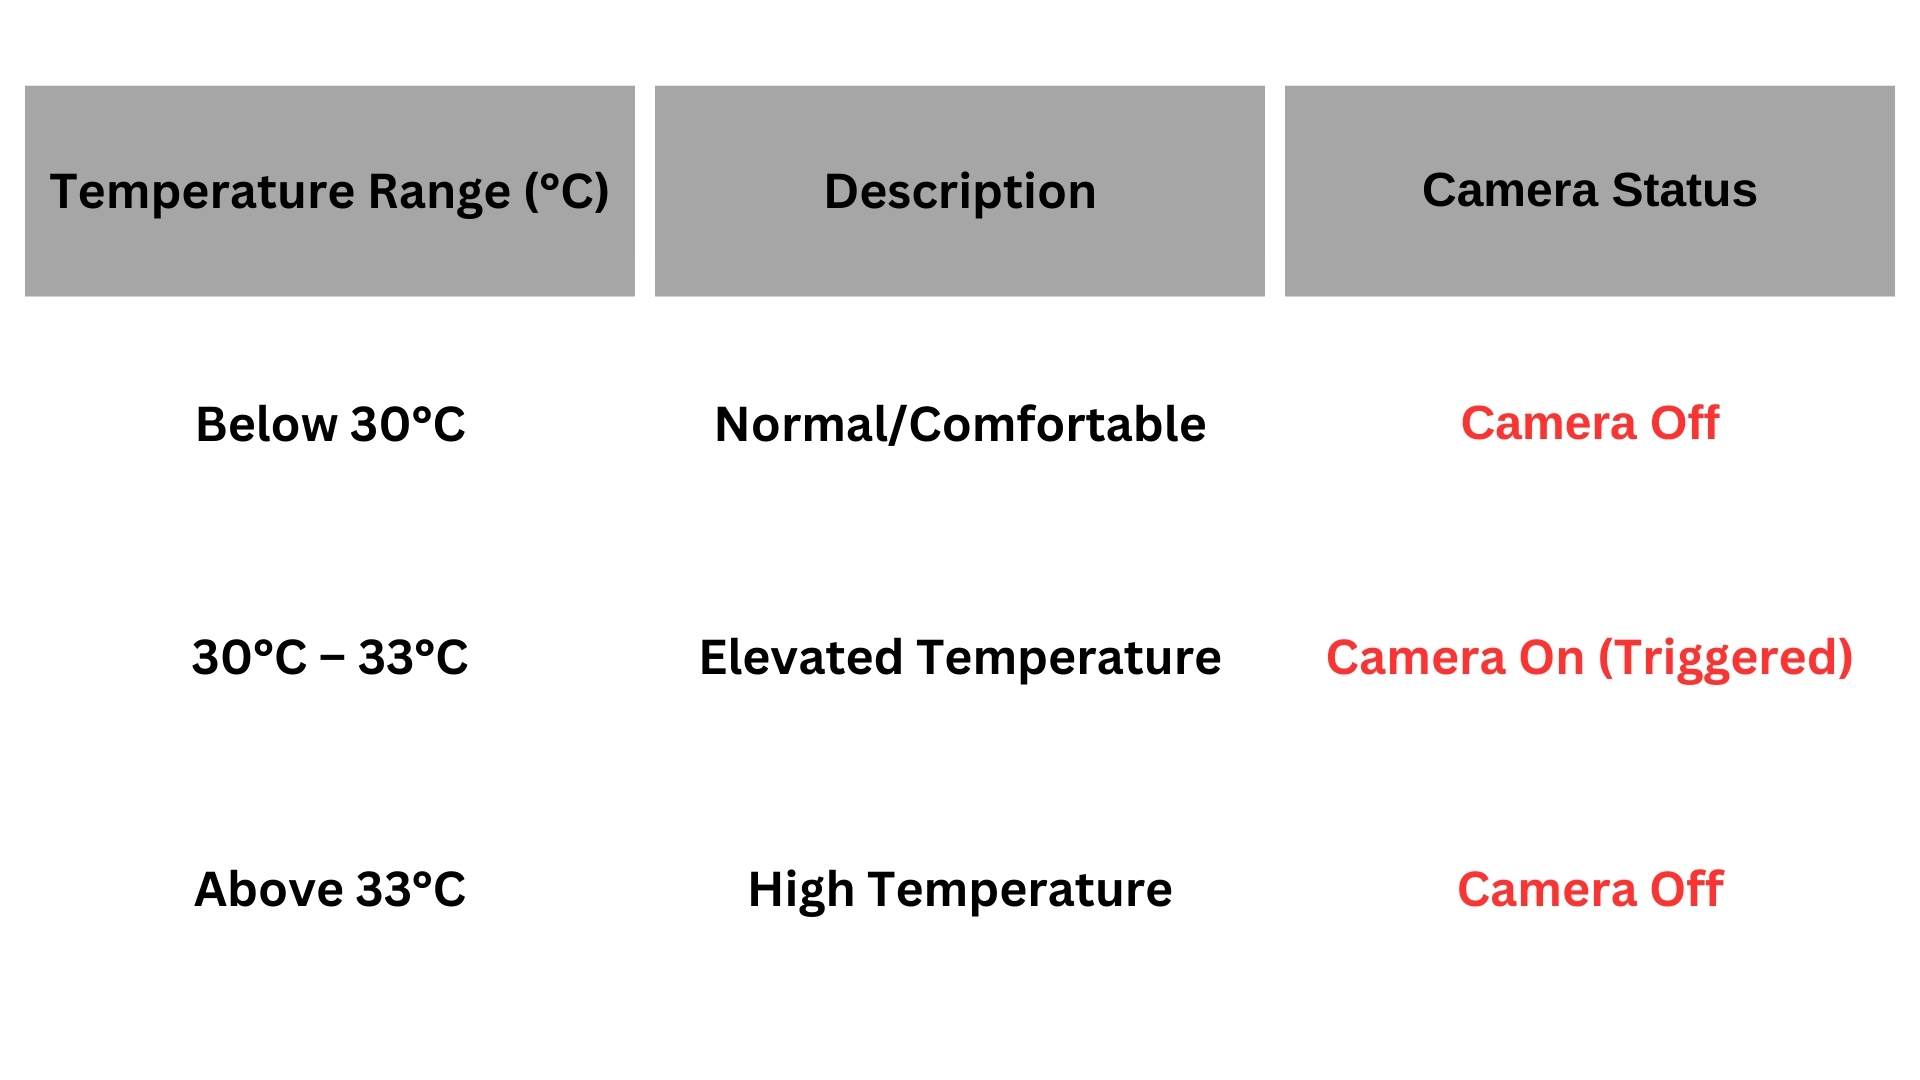 Temperature Range (°C) Description Camera Status
Below 30°C Normal/Comfortable Camera Off
30°C – 33°C Elevated Temperature Camera On (Triggered)
Above 33°C High Temperature Camera Off